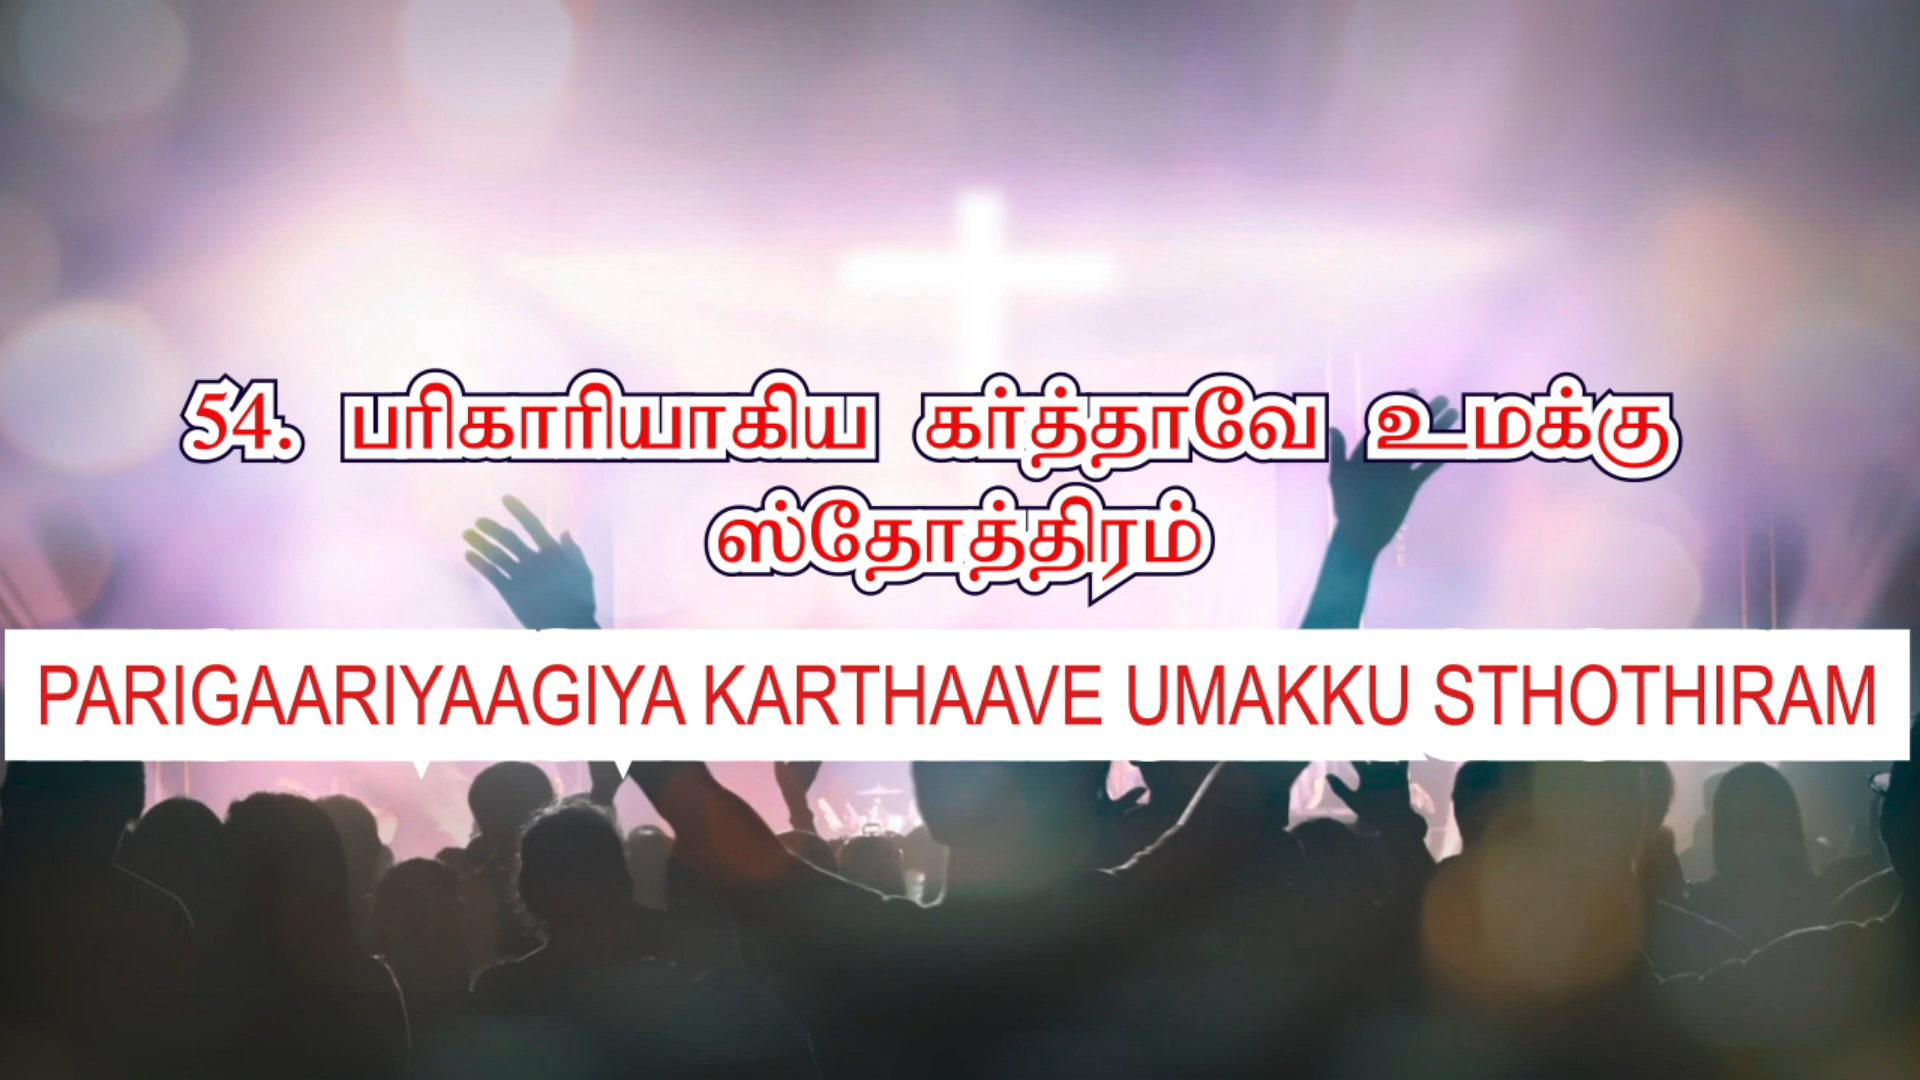 54. பரிகாரியாகிய கர்த்தாவே உமக்கு
ஸ்தோத்திரம்
PARIGAARIYAAGIYA KARTHAAVE UMAKKU STHOTHIRAM